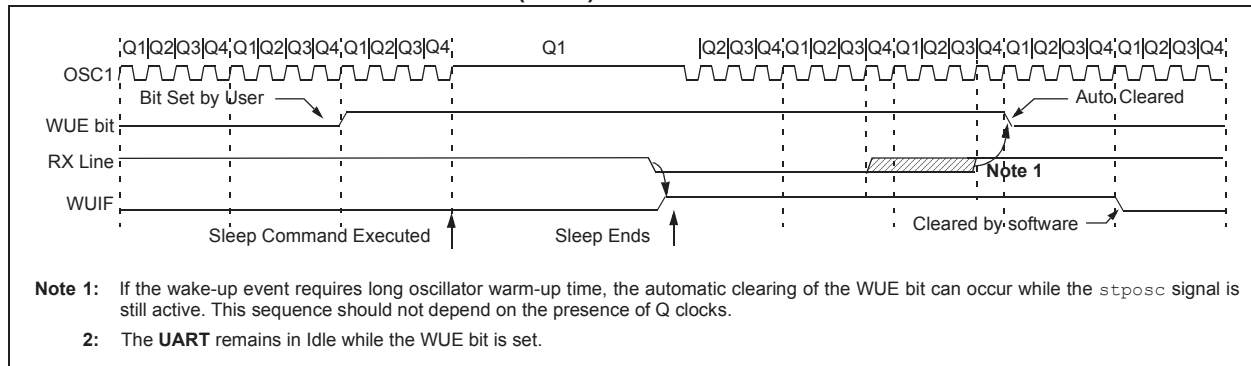 Q1|Q2|Q3|Q4|Q1|Q2|Q3|Q4|Q1|Q2|Q3|Q4 Q1 |Q2|Q3|Q4|Q1|Q2|Q3|Q4|Q1|Q2|Q3|Q4|Q1|Q2|Q3|Q4|Q1|Q2|Q3|Q4
OSC1
Bit Set by User
Auto Cleared
WUE bit
RX Line
Note 1
WUIF
Cleared by software
Sleep Command Executed
Sleep Ends
Note 1: If the wake-up event requires long oscillator warm-up time, the automatic clearing of the WUE bit can occur while the stposc signal is
still active. This sequence should not depend on the presence of Q clocks.
2: The UART remains in Idle while the WUE bit is set.